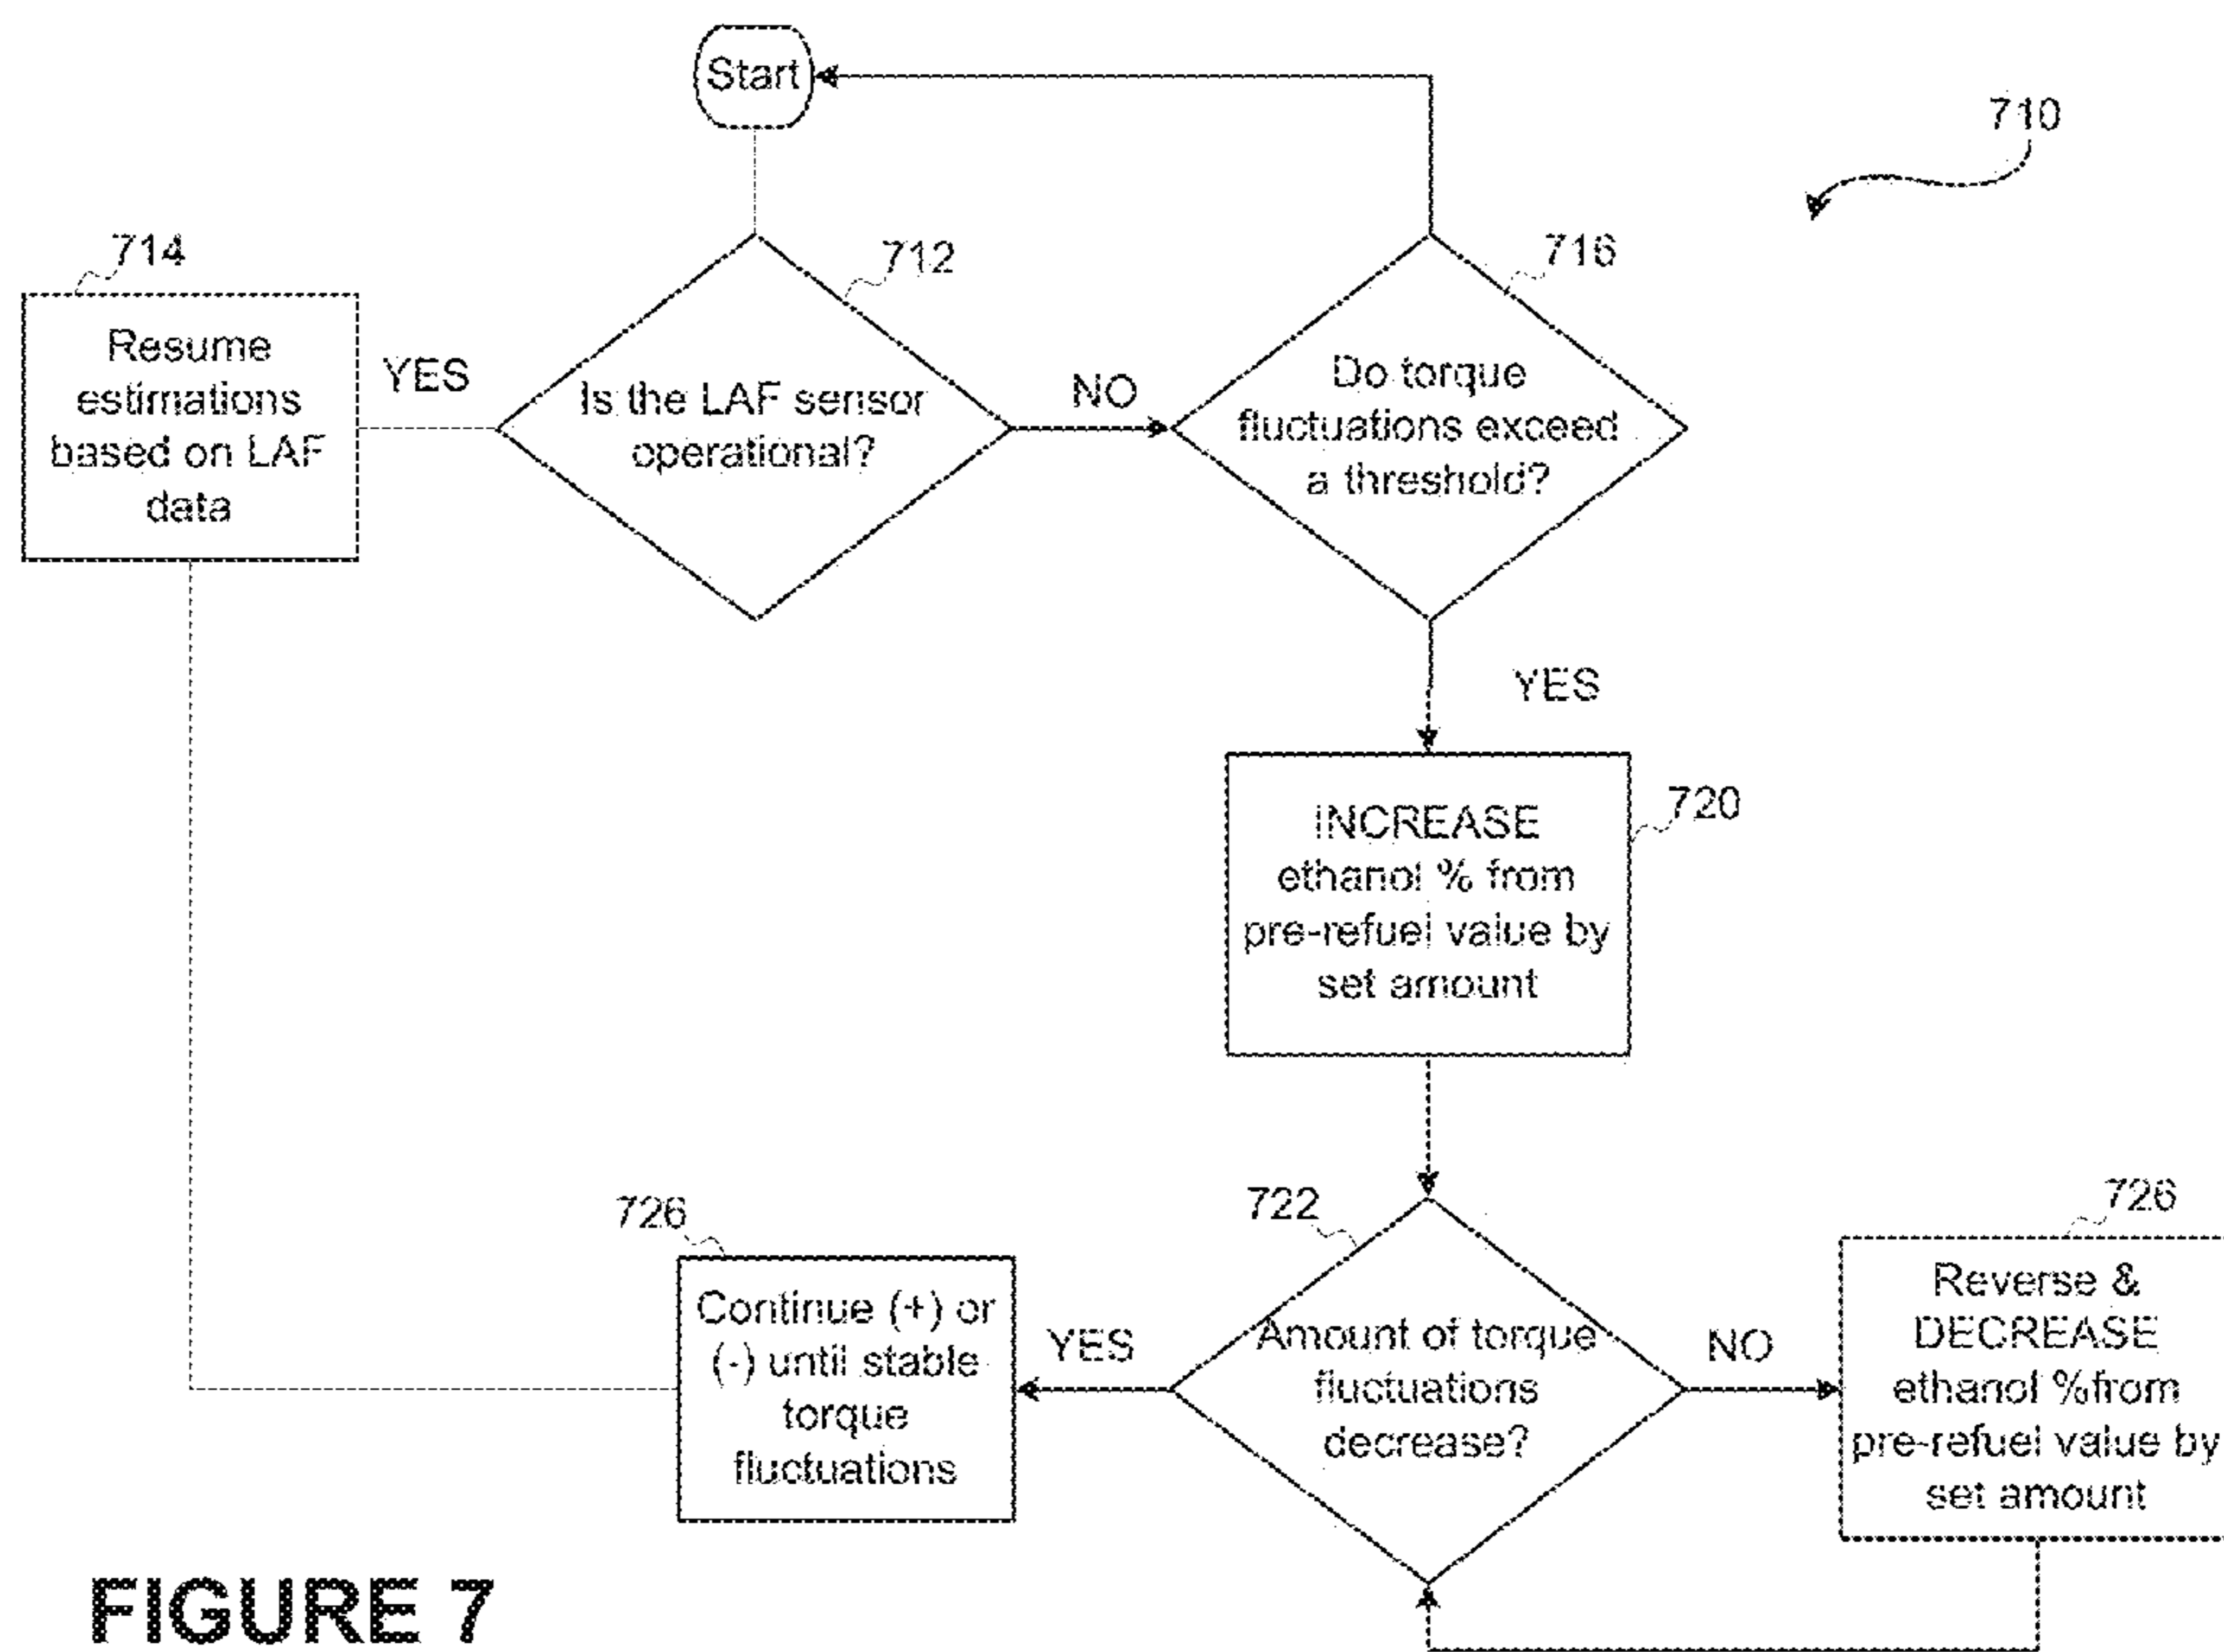 Start
710
714
Resume
estimations
based on LAF
data
YES
712
Is the LAF sensor
operational?
NO
716
Do torque
fluctuations exceed
a threshold?
YES
720
INCREASE
ethanol % from
pre-refuel value by
set amount
722
Amount of torque
fluctuations
decrease?
YES
726
Continue (+) or
(-) until stable
torque
fluctuations
NO
726
Reverse &
DECREASE
ethanol %from
pre-refuel value by
set amount
FIGURE 7